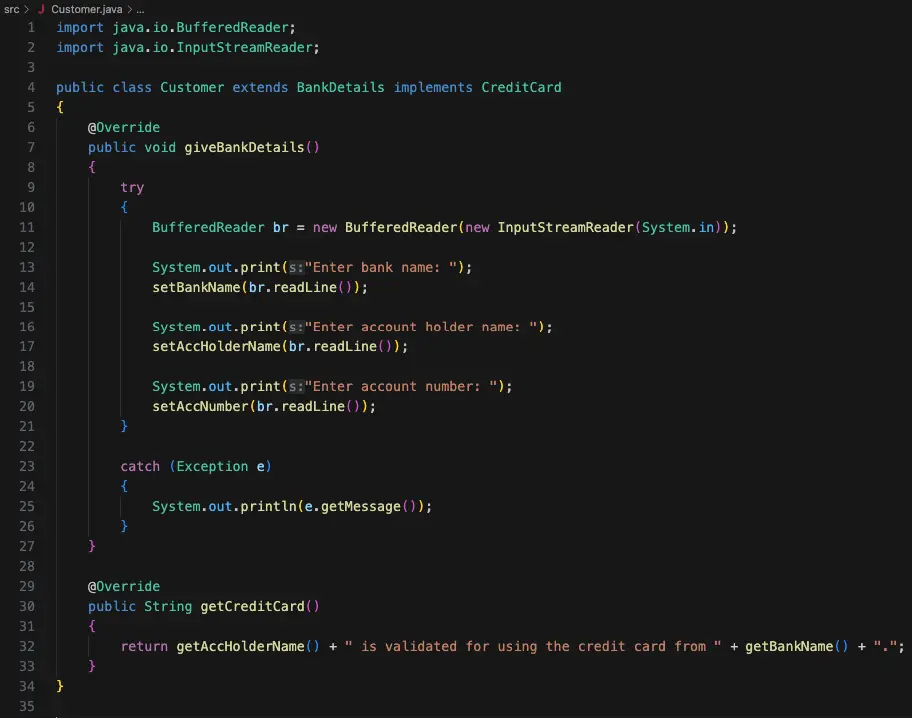 src > J Customer.java > ...
1 import java.io.BufferedReader;
2 import java.io.InputStreamReader;
3
4 public class Customer extends BankDetails implements CreditCard
5 {
6     @Override
7     public void giveBankDetails()
8     {
9         try
10         {
11             BufferedReader br = new BufferedReader(new InputStreamReader(System.in));
12
13             System.out.print(s:"Enter bank name: ");
14             setBankName(br.readLine());
15
16             System.out.print(s:"Enter account holder name: ");
17             setAccHolderName(br.readLine());
18
19             System.out.print(s:"Enter account number: ");
20             setAccNumber(br.readLine());
21         }
22
23         catch (Exception e)
24         {
25             System.out.println(e.getMessage());
26         }
27     }
28
29     @Override
30     public String getCreditCard()
31     {
32         return getAccHolderName() + " is validated for using the credit card from " + getBankName() + ".";
33     }
34 }
35